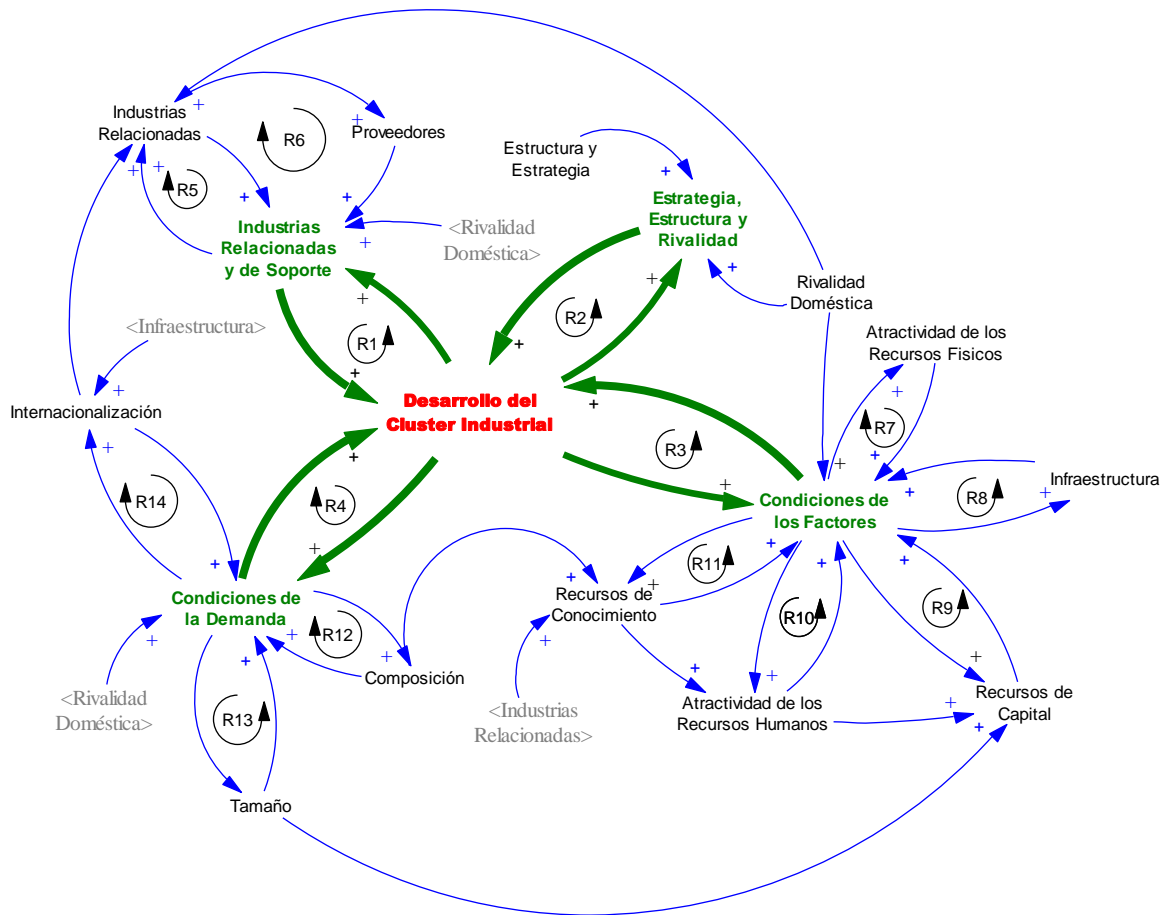 Industrias
Relacionadas
+
R6
+
Proveedores
Estructura y
Estrategia
+
+
+
R5
+
+
+
Industrias
Relacionadas
y de Soporte
<Rivalidad
Doméstica>
Estrategia,
Estructura y
Rivalidad
+
+
Rivalidad
Doméstica
<Infraestructura>
+
R1
+
R2
+
Atractividad de los
Recursos Fisicos
+
Internacionalización
+
Desarrollo del
Cluster Industrial
+
+
R7
+
R3
+
+
R14
R4
+
+
Condiciones de
los Factores
+
R8
+
Infraestructura
+
+
Condiciones de
la Demanda
+
R12
+
+
Composición
+
Recursos de
Conocimiento
+
R11
+
+
R10
+
+
R9
+
<Rivalidad
Doméstica>
+
R13
+
<Industrias
Relacionadas>
+
+
Atractividad de los
Recursos Humanos
+
+
Recursos de
Capital
Tamaño